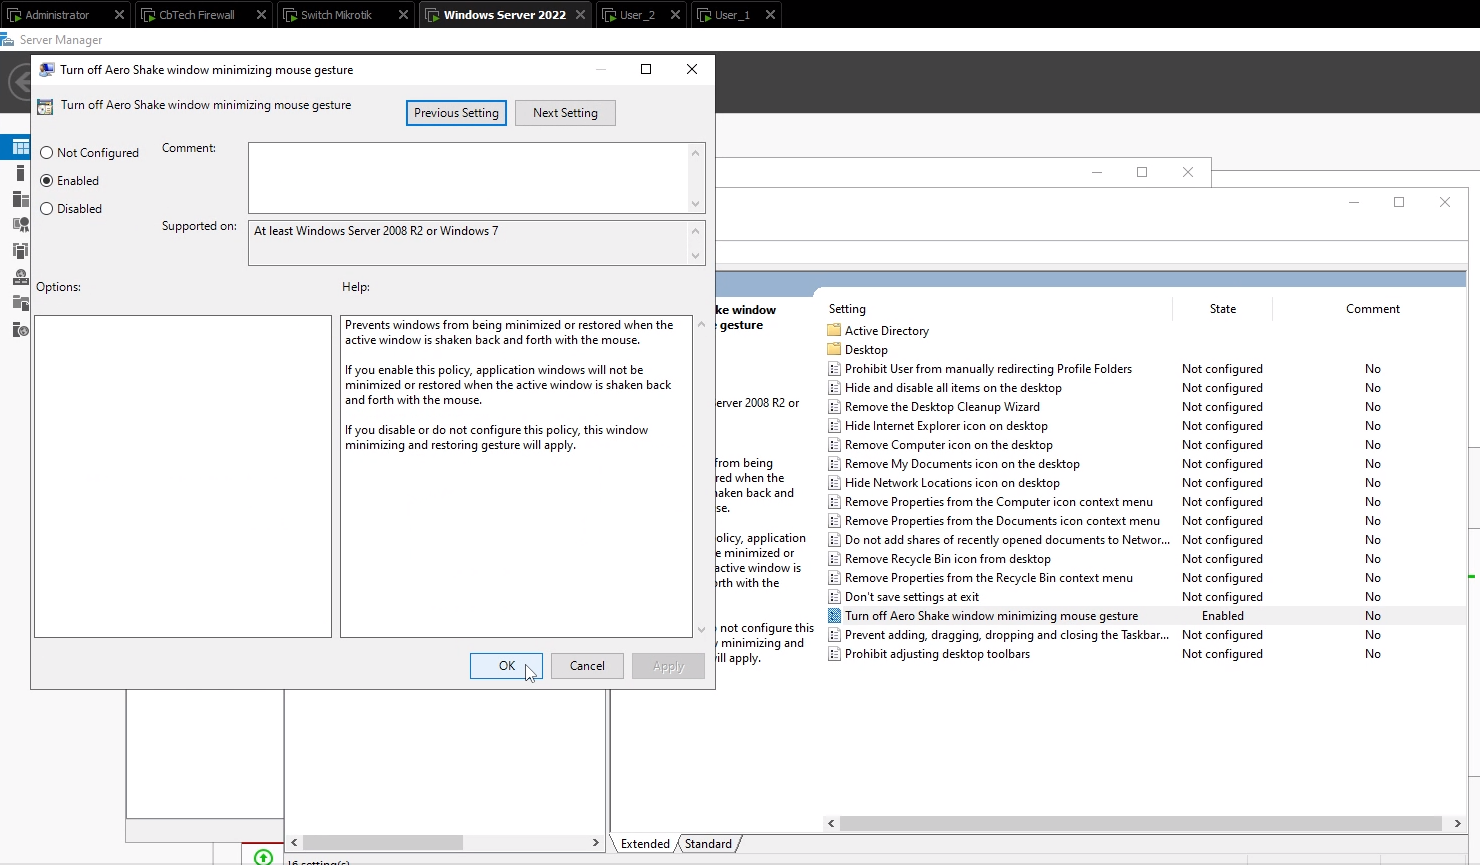 Administrator
CbTech Firewall
Switch Mikrotik
Windows Server 2022
User_2
User_1
Server Manager
Turn off Aero Shake window minimizing mouse gesture
Turn off Aero Shake window minimizing mouse gesture
Previous Setting
Next Setting
Not Configured
Enabled
Disabled
Comment:
Supported on:
At least Windows Server 2008 R2 or Windows 7
Options:
Help:
Prevents windows from being minimized or restored when the
active window is shaken back and forth with the mouse.
If you enable this policy, application windows will not be
minimized or restored when the active window is shaken back
and forth with the mouse.
If you disable or do not configure this policy, this window
minimizing and restoring gesture will apply.
OK
Cancel
Apply
ke window
gesture
erver 2008 R2 or
from being
red when the
aken back and
se.
olicy, application
e minimized or
active window is
orth with the
not configure this
minimizing and
ill apply.
Setting State Comment
Active Directory
Desktop
Prohibit User from manually redirecting Profile Folders Not configured No
Hide and disable all items on the desktop Not configured No
Remove the Desktop Cleanup Wizard Not configured No
Hide Internet Explorer icon on desktop Not configured No
Remove Computer icon on the desktop Not configured No
Remove My Documents icon on the desktop Not configured No
Hide Network Locations icon on desktop Not configured No
Remove Properties from the Computer icon context menu Not configured No
Remove Properties from the Documents icon context menu Not configured No
Do not add shares of recently opened documents to Networ... Not configured No
Remove Recycle Bin icon from desktop Not configured No
Remove Properties from the Recycle Bin context menu Not configured No
Don't save settings at exit Not configured No
Turn off Aero Shake window minimizing mouse gesture Enabled No
Prevent adding, dragging, dropping and closing the Taskbar... Not configured No
Prohibit adjusting desktop toolbars Not configured No
Extended
Standard
16 setting(s)